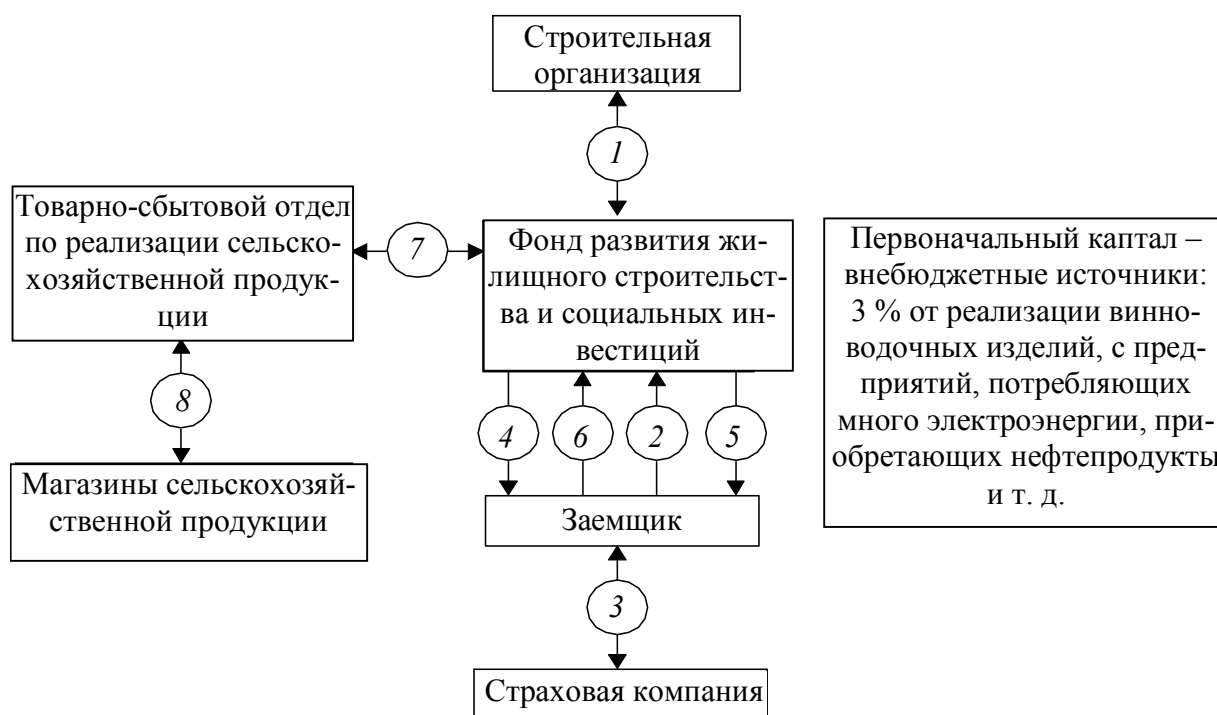 Строительная
организация
1
Товарно-сбытовой отдел
по реализации сельско-
хозяйственной продук-
ции
7
Фонд развития жи-
лищного строительст-
ва и социальных ин-
вестиций
Первоначальный каптал –
внебюджетные источники:
3 % от реализации винно-
водочных изделий, с пред-
приятий, потребляющих
много электроэнергии, при-
обретающих нефтепродукты
и т. д.
8
4
6
2
5
Магазины сельскохозяй-
ственной продукции
Заемщик
3
Страховая компания